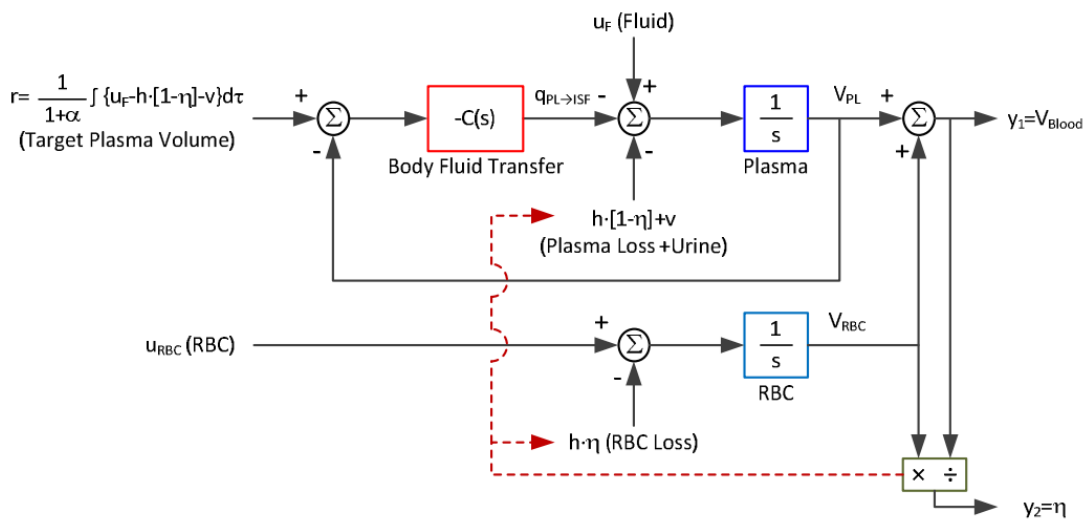 u_F (Fluid)
r= 1/(1+α) ∫ {u_F-h·[1-η]-v}dτ
(Target Plasma Volume)
+
-
Σ
-C(s)
Body Fluid Transfer
q_PL→ISF
-
+
-
Σ
1/s
Plasma
V_PL
+
+
Σ
y_1=V_Blood
h·[1-η]+v
(Plasma Loss +Urine)
u_RBC (RBC)
+
-
Σ
1/s
RBC
V_RBC
h·η (RBC Loss)
× ÷
y_2=η